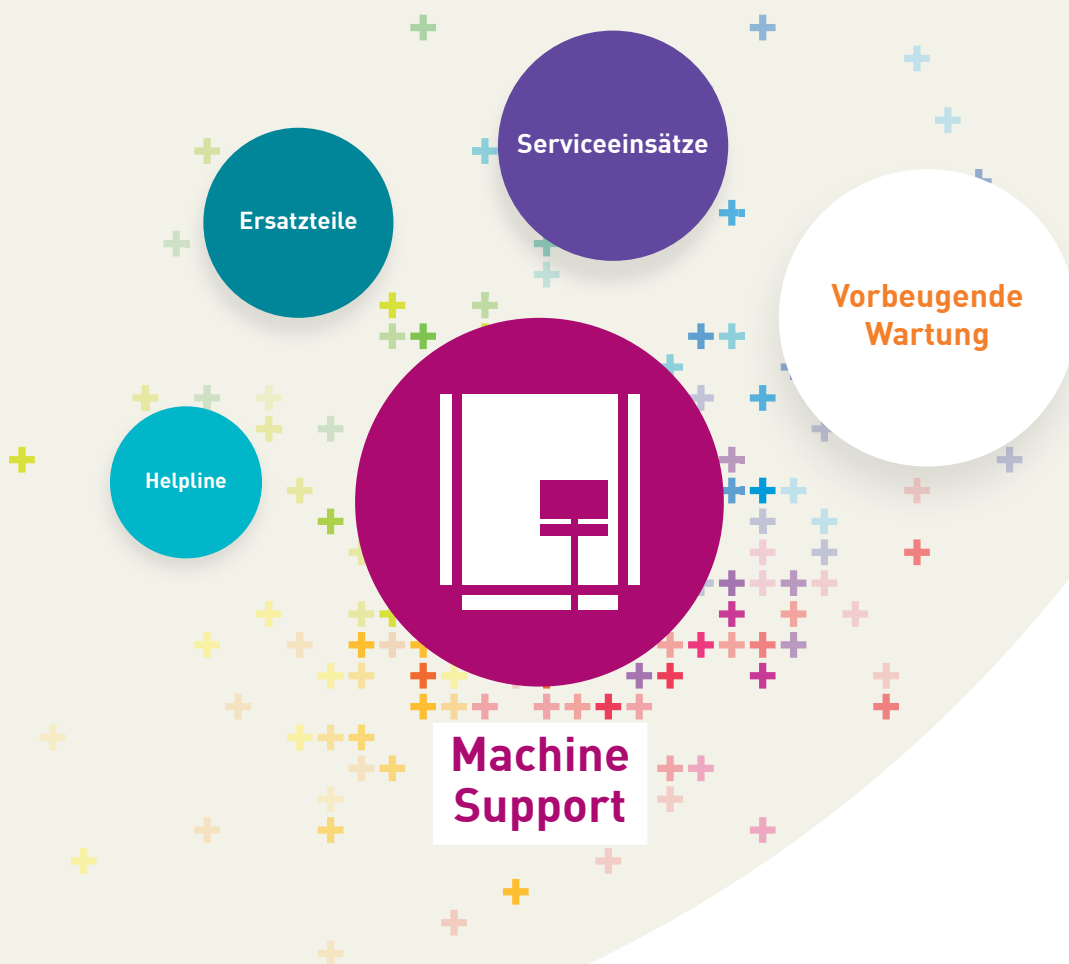 Serviceeinsätze
Ersatzteile
Vorbeugende
Wartung
Helpline
Machine
Support